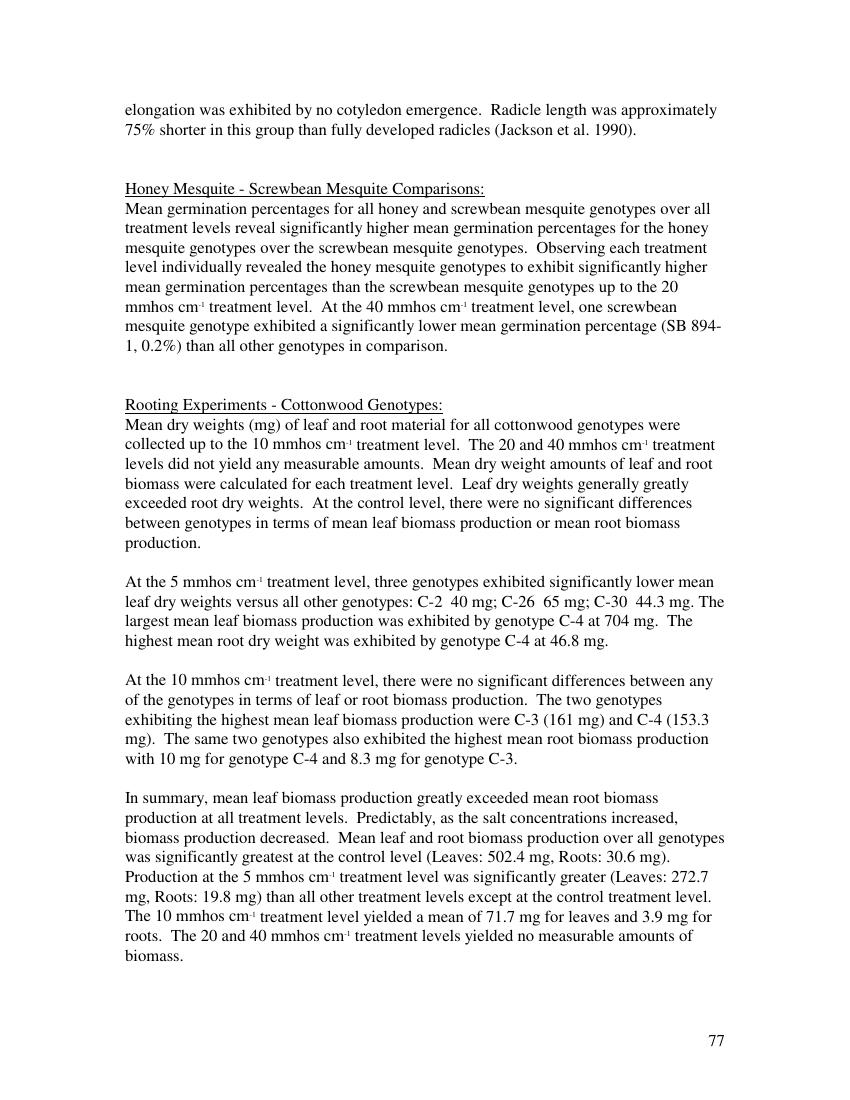 elongation was exhibited by no cotyledon emergence.  Radicle length was approximately
75% shorter in this group than fully developed radicles (Jackson et al. 1990).
Honey Mesquite - Screwbean Mesquite Comparisons:
Mean germination percentages for all honey and screwbean mesquite genotypes over all
treatment levels reveal significantly higher mean germination percentages for the honey
mesquite genotypes over the screwbean mesquite genotypes.  Observing each treatment
level individually revealed the honey mesquite genotypes to exhibit significantly higher
mean germination percentages than the screwbean mesquite genotypes up to the 20
mmhos cm⁻¹ treatment level.  At the 40 mmhos cm⁻¹ treatment level, one screwbean
mesquite genotype exhibited a significantly lower mean germination percentage (SB 894-
1, 0.2%) than all other genotypes in comparison.
Rooting Experiments - Cottonwood Genotypes:
Mean dry weights (mg) of leaf and root material for all cottonwood genotypes were
collected up to the 10 mmhos cm⁻¹ treatment level.  The 20 and 40 mmhos cm⁻¹ treatment
levels did not yield any measurable amounts.  Mean dry weight amounts of leaf and root
biomass were calculated for each treatment level.  Leaf dry weights generally greatly
exceeded root dry weights.  At the control level, there were no significant differences
between genotypes in terms of mean leaf biomass production or mean root biomass
production.
At the 5 mmhos cm⁻¹ treatment level, three genotypes exhibited significantly lower mean
leaf dry weights versus all other genotypes: C-2  40 mg; C-26  65 mg; C-30  44.3 mg. The
largest mean leaf biomass production was exhibited by genotype C-4 at 704 mg.  The
highest mean root dry weight was exhibited by genotype C-4 at 46.8 mg.
At the 10 mmhos cm⁻¹ treatment level, there were no significant differences between any
of the genotypes in terms of leaf or root biomass production.  The two genotypes
exhibiting the highest mean leaf biomass production were C-3 (161 mg) and C-4 (153.3
mg).  The same two genotypes also exhibited the highest mean root biomass production
with 10 mg for genotype C-4 and 8.3 mg for genotype C-3.
In summary, mean leaf biomass production greatly exceeded mean root biomass
production at all treatment levels.  Predictably, as the salt concentrations increased,
biomass production decreased.  Mean leaf and root biomass production over all genotypes
was significantly greatest at the control level (Leaves: 502.4 mg, Roots: 30.6 mg).
Production at the 5 mmhos cm⁻¹ treatment level was significantly greater (Leaves: 272.7
mg, Roots: 19.8 mg) than all other treatment levels except at the control treatment level.
The 10 mmhos cm⁻¹ treatment level yielded a mean of 71.7 mg for leaves and 3.9 mg for
roots.  The 20 and 40 mmhos cm⁻¹ treatment levels yielded no measurable amounts of
biomass.
77